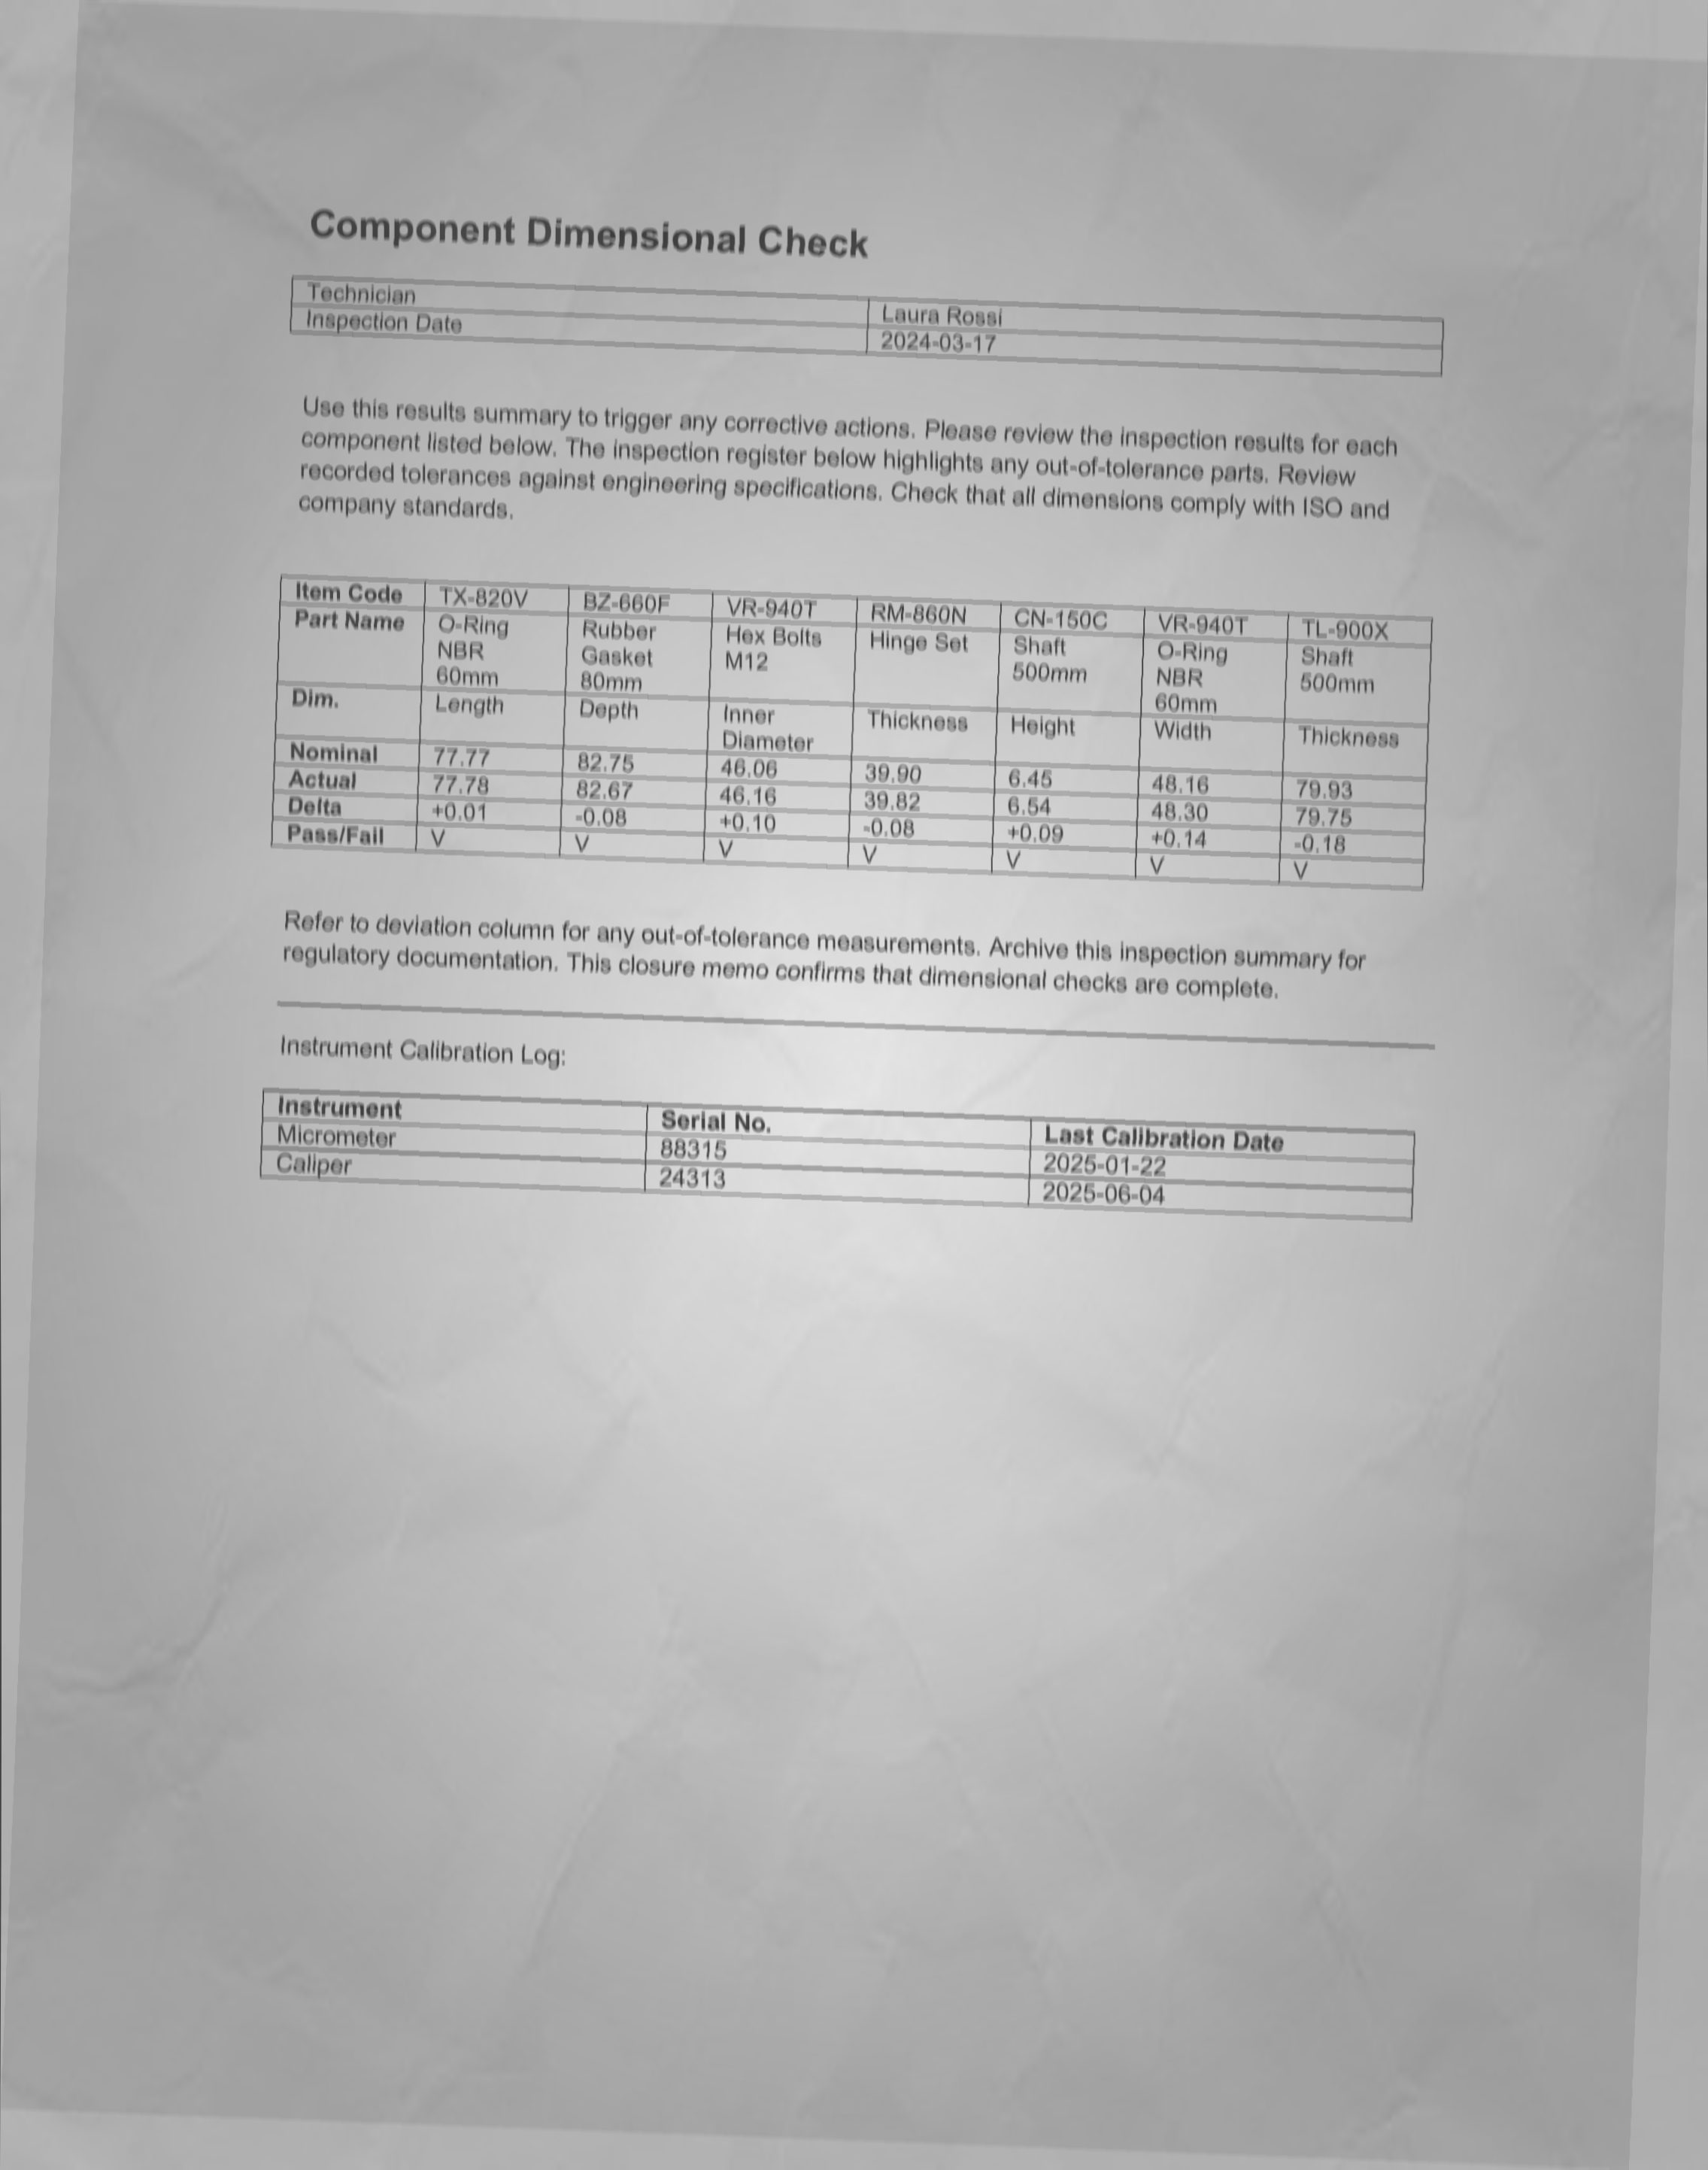 Component Dimensional Check
Technician Laura Rossi
Inspection Date 2024-03-17
Use this results summary to trigger any corrective actions. Please review the inspection results for each
component listed below. The inspection register below highlights any out-of-tolerance parts. Review
recorded tolerances against engineering specifications. Check that all dimensions comply with ISO and
company standards.
Item Code TX-820V BZ-660F VR-940T RM-860N CN-150C VR-940T TL-900X
Part Name O-Ring Rubber Hex Bolts Hinge Set Shaft O-Ring Shaft
NBR Gasket M12 500mm NBR 500mm
60mm 80mm 60mm
Dim. Length Depth Inner Thickness Height Width Thickness
Diameter
Nominal 77.77 82.75 46.06 39.90 6.45 48.16 79.93
Actual 77.78 82.67 46.16 39.82 6.54 48.30 79.75
Delta +0.01 -0.08 +0.10 -0.08 +0.09 +0.14 -0.18
Pass/Fail V V V V V V V
Refer to deviation column for any out-of-tolerance measurements. Archive this inspection summary for
regulatory documentation. This closure memo confirms that dimensional checks are complete.
Instrument Calibration Log:
Instrument Serial No. Last Calibration Date
Micrometer 88315 2025-01-22
Caliper 24313 2025-06-04